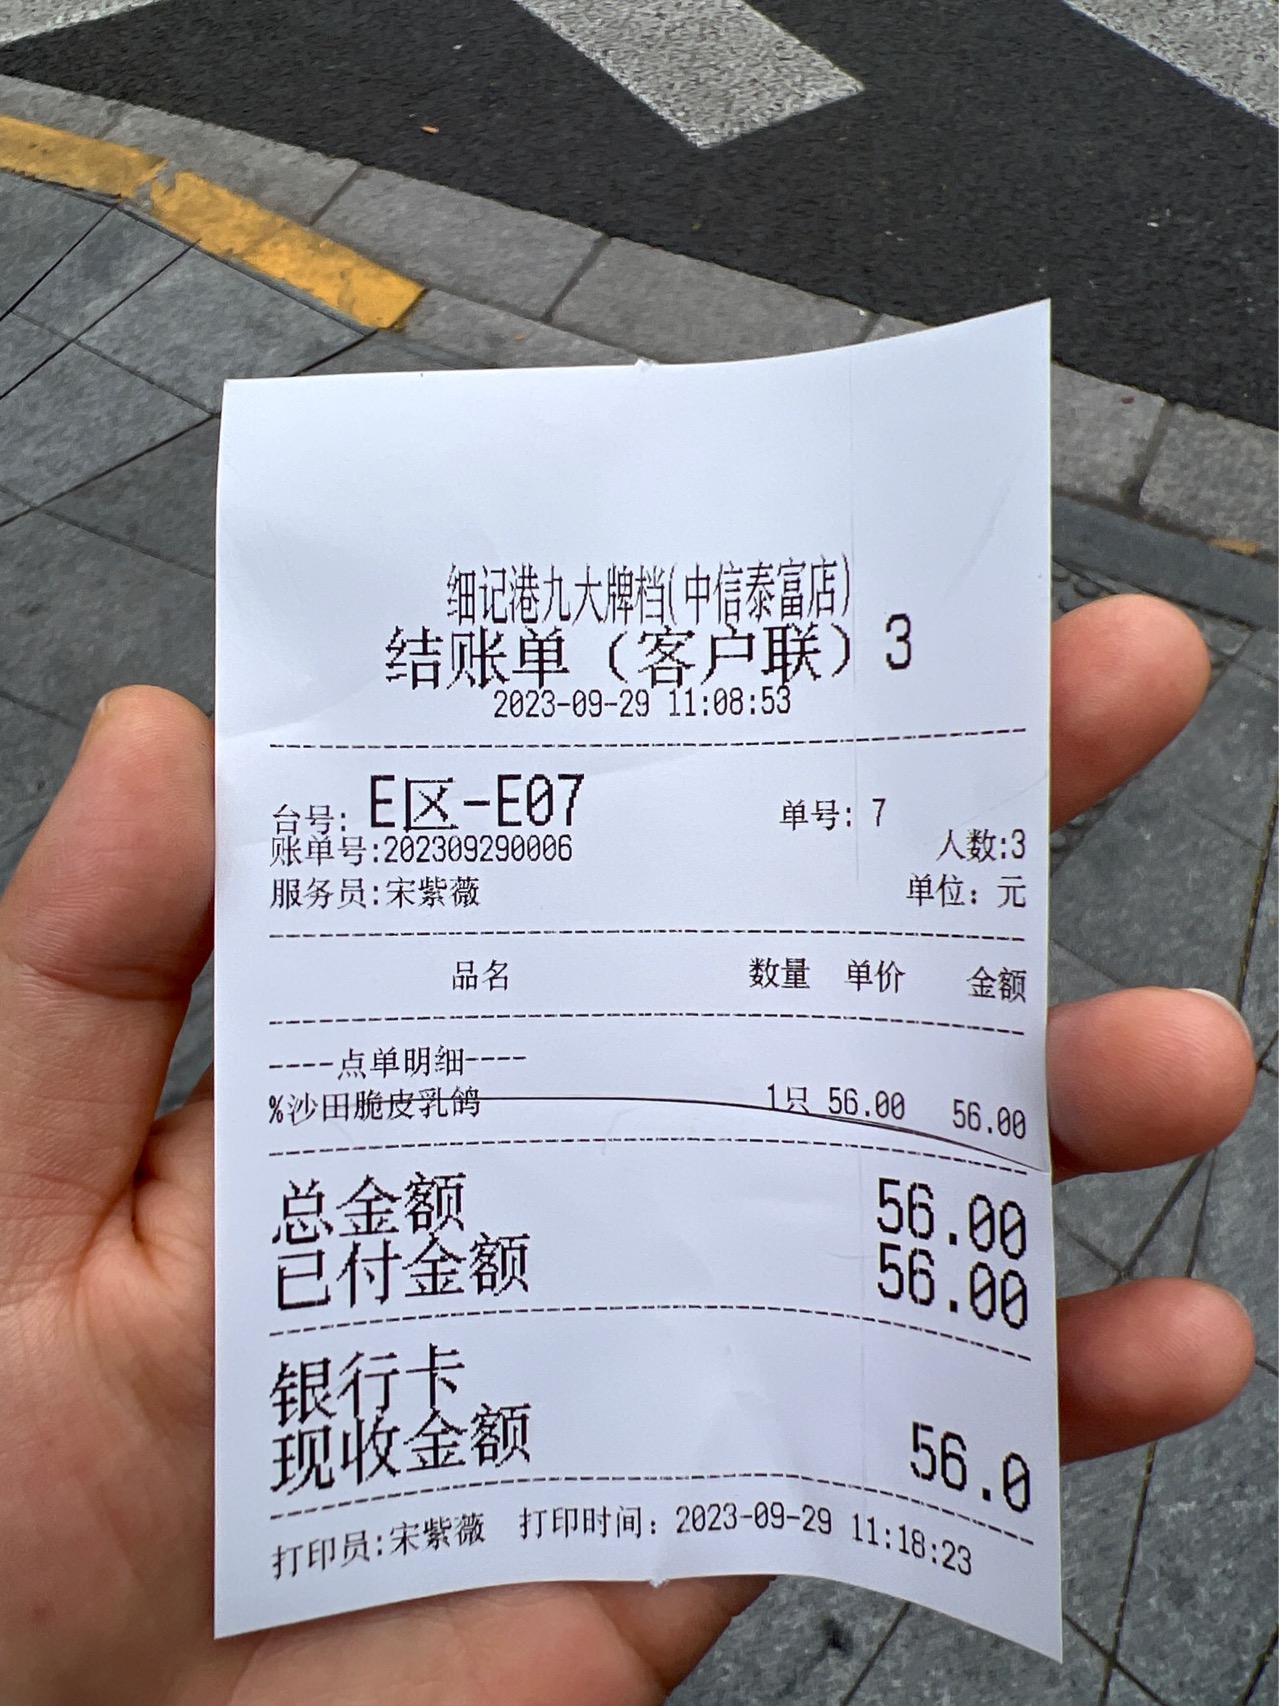 细记港九大牌档(中信泰富店)
结账单（客户联）3
2023-09-29 11:08:53
台号: E区-E07 单号: 7
账单号:202309290006 人数:3
服务员:宋紫薇 单位: 元
品名 数量 单价 金额
----点单明细----
%沙田脆皮乳鸽 1只 56.00 56.00
总金额 56.00
已付金额 56.00
银行卡
现收金额 56.0
打印员:宋紫薇 打印时间: 2023-09-29 11:18:23